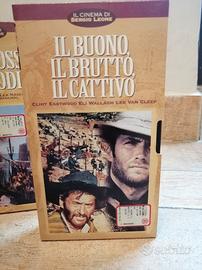 IL CINEMA DI
SERGIO LEONE
IL BUONO,
IL BRUTTO,
IL CATTIVO
CLINT EASTWOOD ELI WALLACH LEE VAN CLEEF
subito